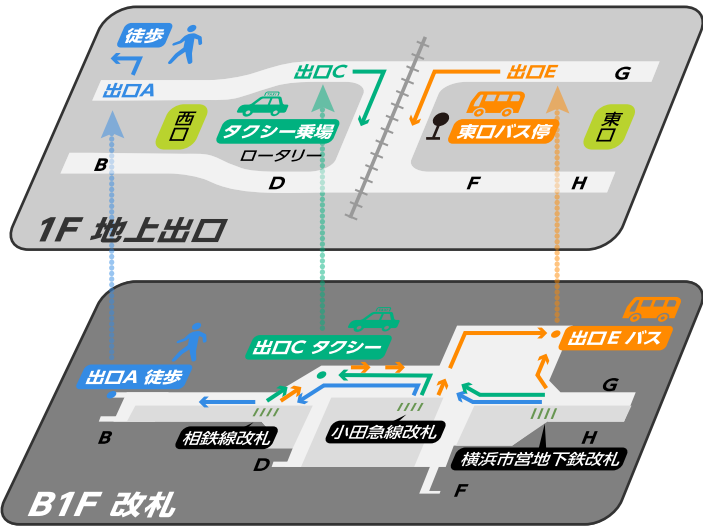 徒歩
出口A
出口C
出口E
G
西口
タクシー乗場
ロータリー
東口バス停
東口
B
D
F
H
1F 地上出口
出口A 徒歩
出口C タクシー
出口E バス
G
B
相鉄線改札
小田急線改札
H
D
横浜市営地下鉄改札
F
B1F 改札